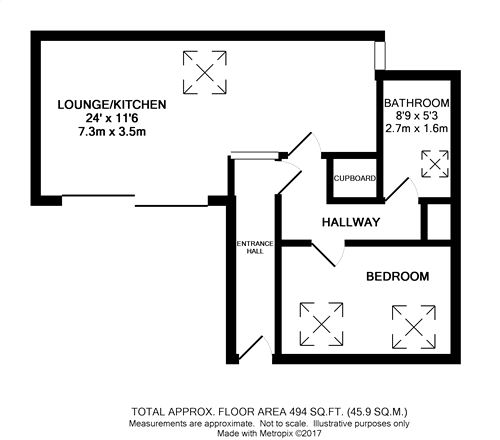 LOUNGE/KITCHEN
24' x 11'6
7.3m x 3.5m
BATHROOM
8'9 x 5'3
2.7m x 1.6m
CUPBOARD
HALLWAY
ENTRANCE
HALL
BEDROOM
TOTAL APPROX. FLOOR AREA 494 SQ.FT. (45.9 SQ.M.)
Measurements are approximate. Not to scale. Illustrative purposes only
Made with Metropix ©2017